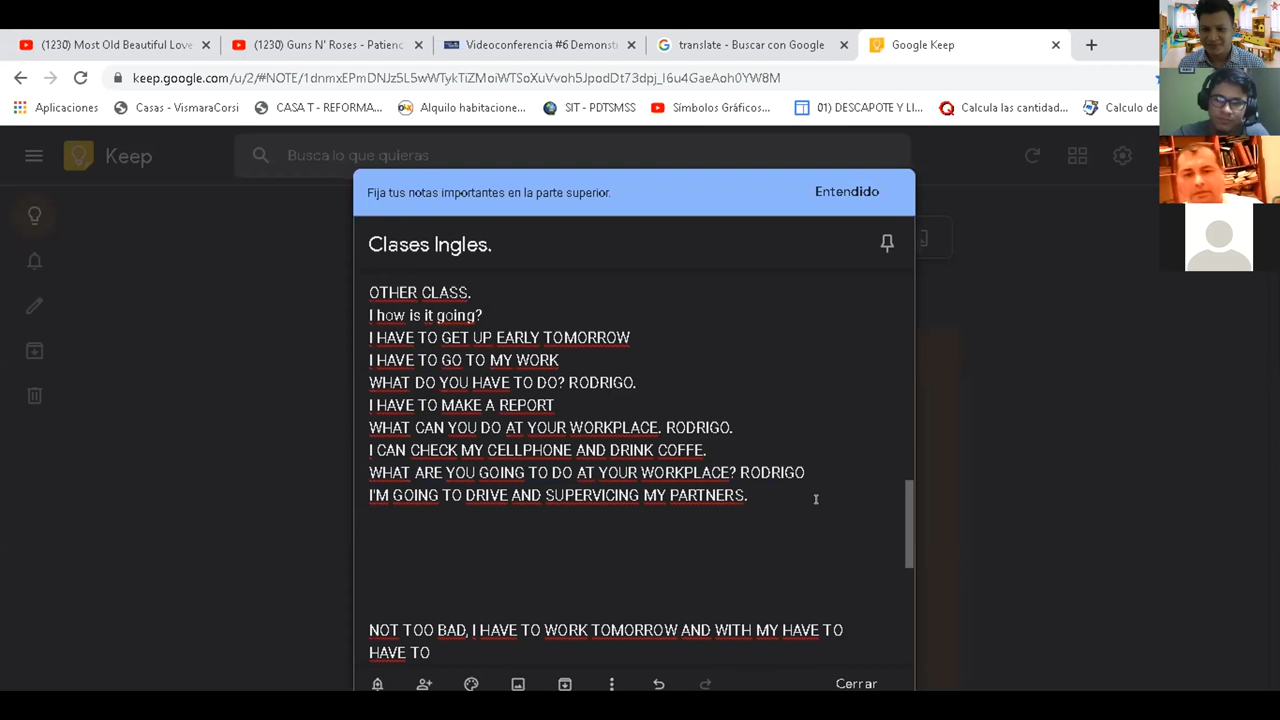 (1230) Most Old Beautiful Love
(1230) Guns N' Roses - Patienc
Videoconferencia #6 Demonst
translate - Buscar con Google
Google Keep
keep.google.com/u/2/#NOTE/1dnmxEPmDNJz5L5wWTykTiZMoiWTSoXuVvoh5JpodDt73dpj_I6u4GaeAoh0YW8M
Aplicaciones
Casas - VismaraCorsi
CASA T - REFORMA...
Alquilo habitacione...
SIT - PDTSMSS
Símbolos Gráficos...
01) DESCAPOTE Y LI...
Calcula las cantidad...
Calculo de
Keep
Busca lo que quieras
Fija tus notas importantes en la parte superior.
Entendido
Clases Ingles.
OTHER CLASS.
I how is it going?
I HAVE TO GET UP EARLY TOMORROW
I HAVE TO GO TO MY WORK
WHAT DO YOU HAVE TO DO? RODRIGO.
I HAVE TO MAKE A REPORT
WHAT CAN YOU DO AT YOUR WORKPLACE. RODRIGO.
I CAN CHECK MY CELLPHONE AND DRINK COFFE.
WHAT ARE YOU GOING TO DO AT YOUR WORKPLACE? RODRIGO
I'M GOING TO DRIVE AND SUPERVICING MY PARTNERS.
NOT TOO BAD, I HAVE TO WORK TOMORROW AND WITH MY HAVE TO
HAVE TO
Cerrar